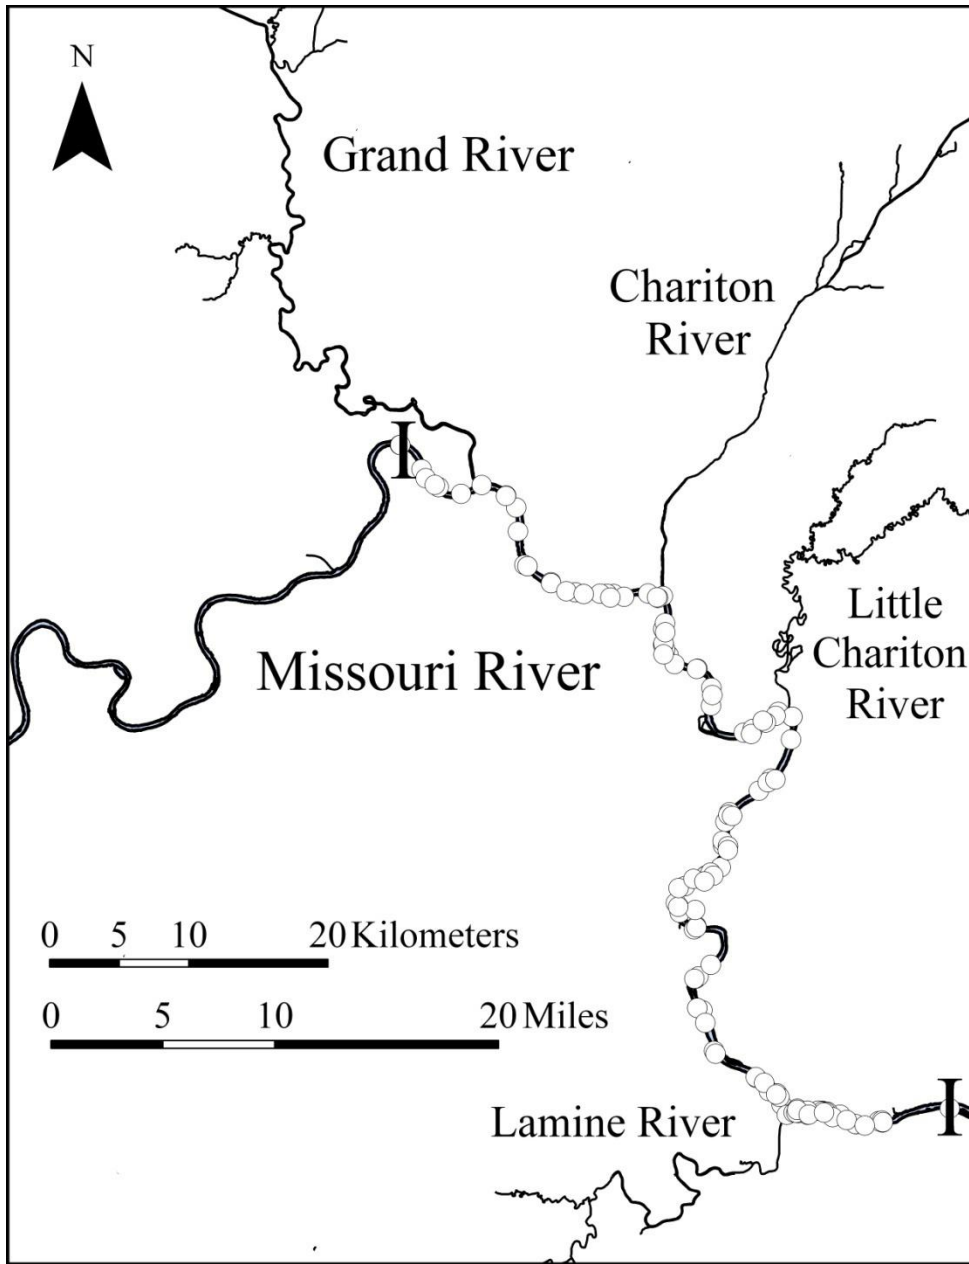 N
Grand River
Chariton
River
I
Little
Chariton
River
Missouri River
0 5 10 20 Kilometers
0 5 10 20 Miles
I
Lamine River